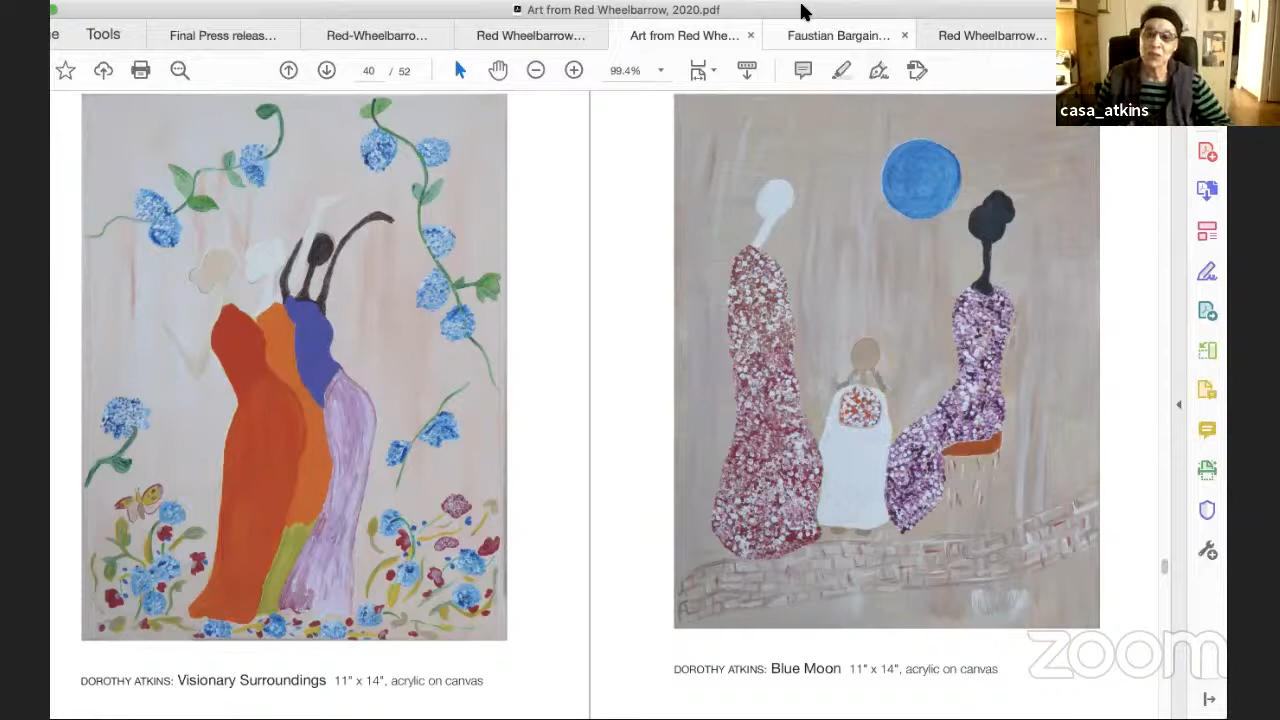 Art from Red Wheelbarrow, 2020.pdf
e Tools Final Press releas... Red-Wheelbarro... Red Wheelbarrow... Art from Red Whe... × Faustian Bargain... × Red Wheelbarrow...
40 / 52 99.4%
casa_atkins
DOROTHY ATKINS: Visionary Surroundings 11" x 14", acrylic on canvas
DOROTHY ATKINS: Blue Moon 11" x 14", acrylic on canvas
zoom